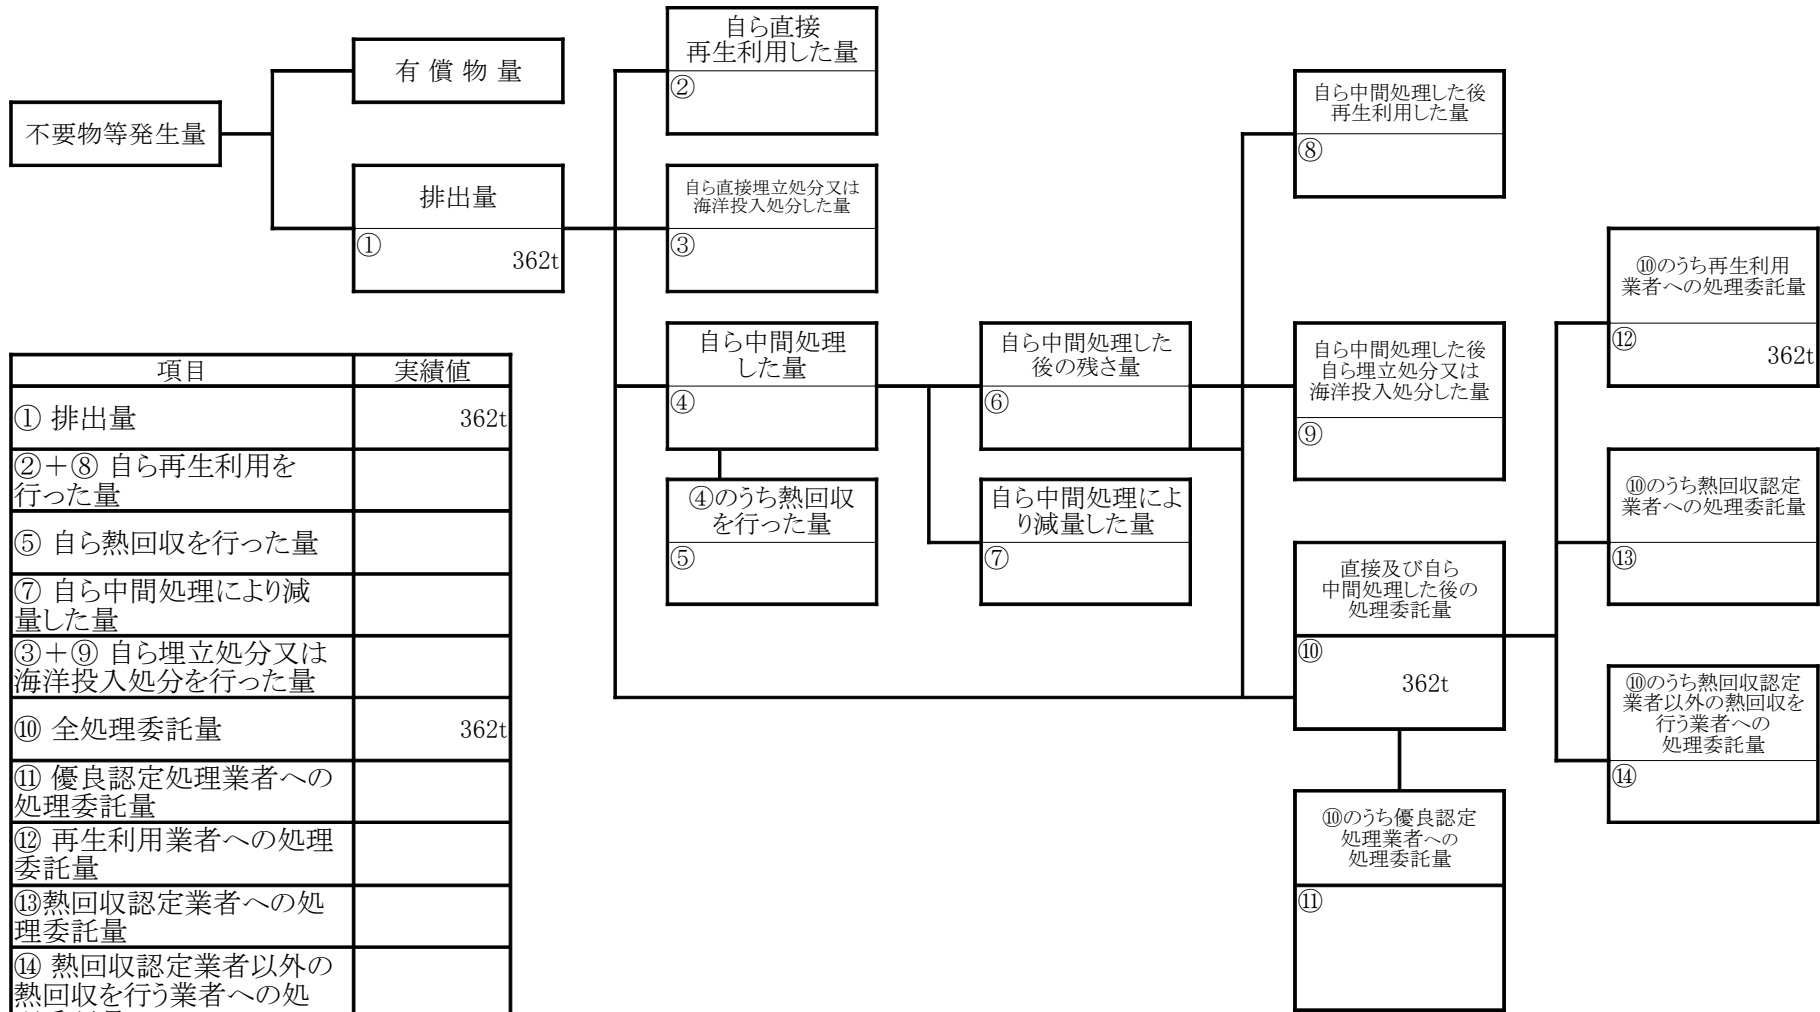 不要物等発生量
有 償 物 量
排出量
①
362t
自ら直接
再生利用した量
②
自ら直接埋立処分又は
海洋投入処分した量
③
自ら中間処理
した量
④
④のうち熱回収
を行った量
⑤
自ら中間処理した
後の残さ量
⑥
自ら中間処理によ
り減量した量
⑦
自ら中間処理した後
再生利用した量
⑧
自ら中間処理した後
自ら埋立処分又は
海洋投入処分した量
⑨
直接及び自ら
中間処理した後の
処理委託量
⑩
362t
⑩のうち優良認定
処理業者への
処理委託量
⑪
⑩のうち再生利用
業者への処理委託量
⑫
362t
⑩のうち熱回収認定
業者への処理委託量
⑬
⑩のうち熱回収認定
業者以外の熱回収を
行う業者への
処理委託量
⑭
項目 実績値
① 排出量 362t
②＋⑧ 自ら再生利用を
行った量
⑤ 自ら熱回収を行った量
⑦ 自ら中間処理により減
量した量
③＋⑨ 自ら埋立処分又は
海洋投入処分を行った量
⑩ 全処理委託量 362t
⑪ 優良認定処理業者への
処理委託量
⑫ 再生利用業者への処理
委託量
⑬熱回収認定業者への処
理委託量
⑭ 熱回収認定業者以外の
熱回収を行う業者への処